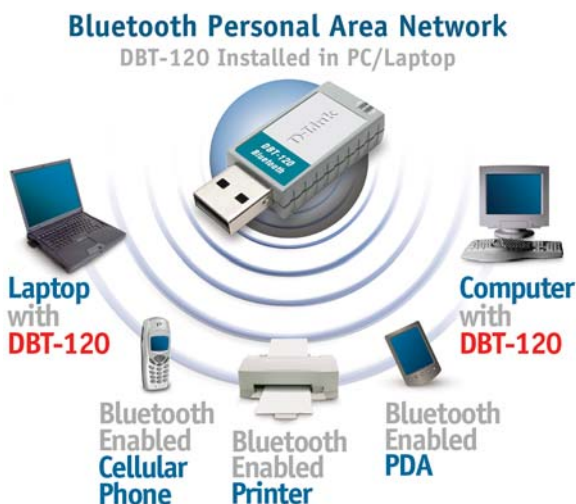 Bluetooth Personal Area Network
DBT-120 Installed in PC/Laptop
D-Link
DBT-120
Bluetooth
Laptop
with
DBT-120
Computer
with
DBT-120
Bluetooth
Enabled
Cellular
Phone
Bluetooth
Enabled
Printer
Bluetooth
Enabled
PDA